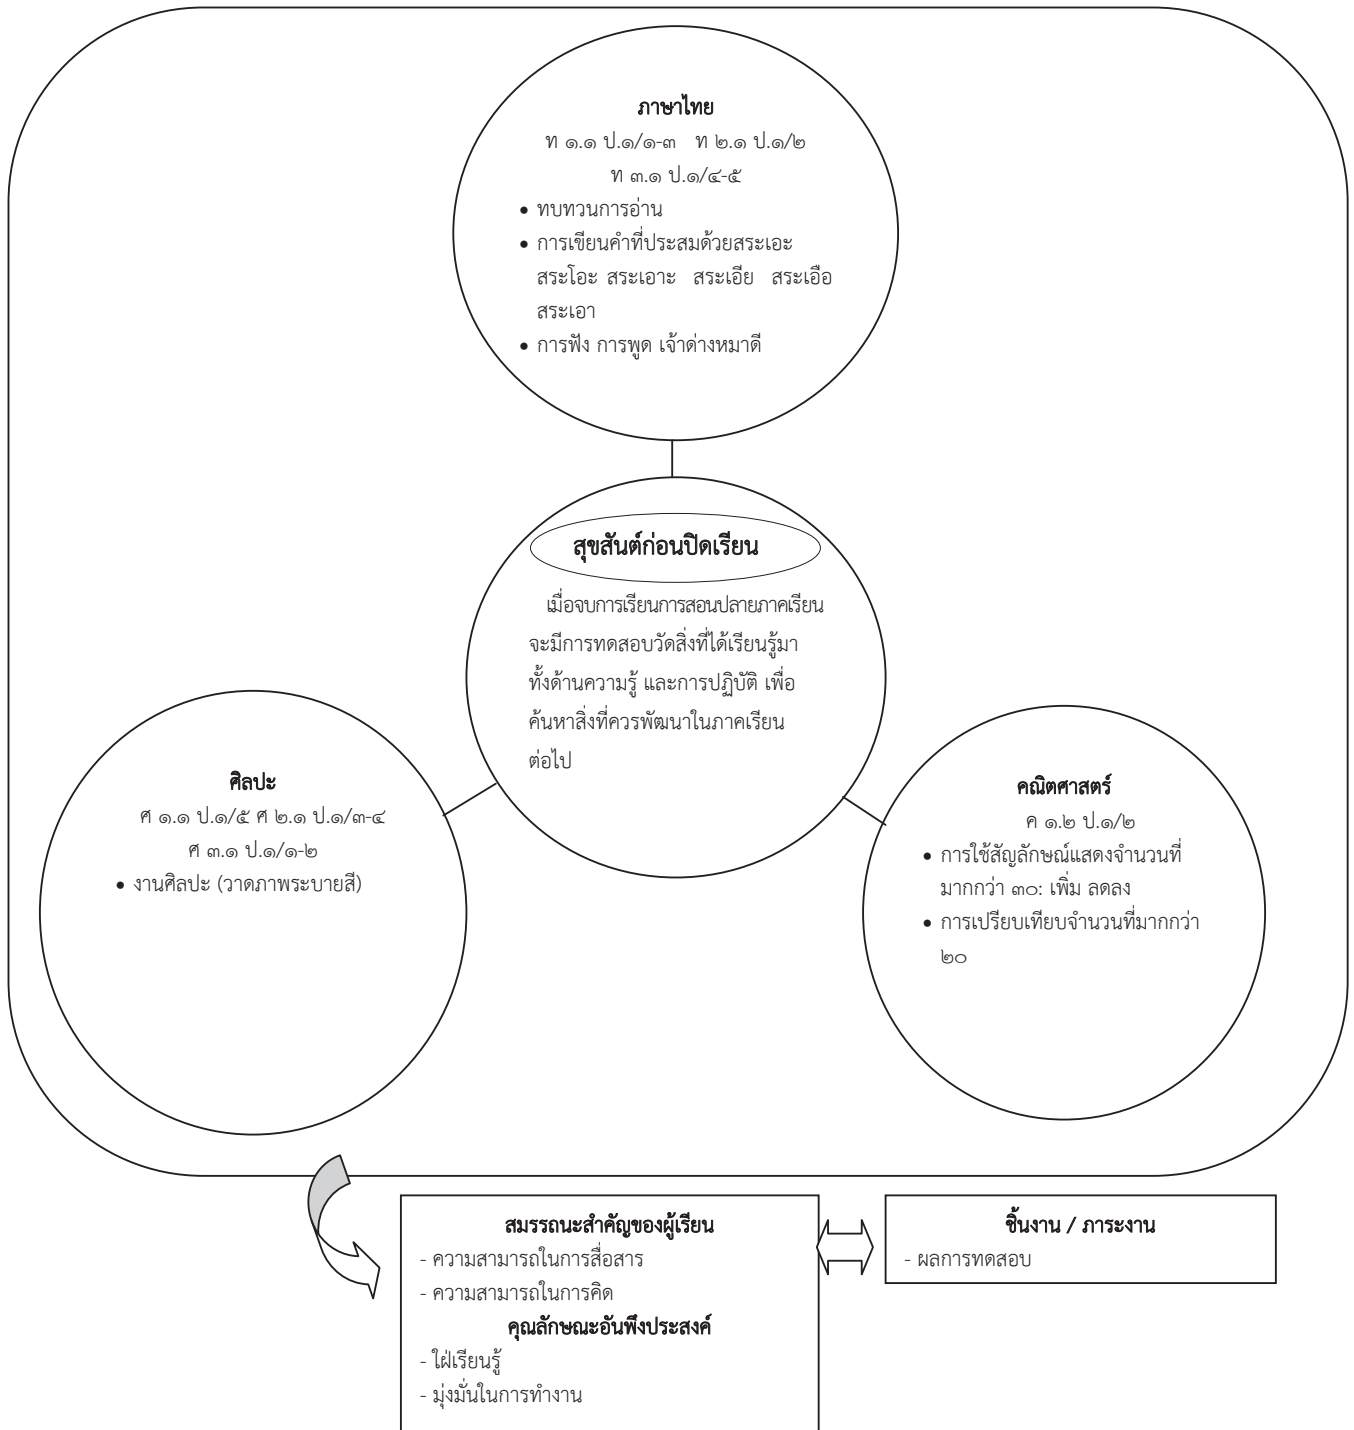 ภาษาไทย
ท ๑.๑ ป.๑/๑-๓ ท ๒.๑ ป.๑/๒
ท ๓.๑ ป.๑/๔-๕
• ทบทวนการอ่าน
• การเขียนคำที่ประสมด้วยสระเอะ
สระโอะ สระเอาะ สระเอีย สระเอือ
สระเอา
• การฟัง การพูด เจ้าด่างหมาดี
สุขสันต์ก่อนปิดเรียน
เมื่อจบการเรียนการสอนปลายภาคเรียน
จะมีการทดสอบวัดสิ่งที่ได้เรียนรู้มา
ทั้งด้านความรู้ และการปฏิบัติ เพื่อ
ค้นหาสิ่งที่ควรพัฒนาในภาคเรียน
ต่อไป
ศิลปะ
ศ ๑.๑ ป.๑/๕ ศ ๒.๑ ป.๑/๓-๔
ศ ๓.๑ ป.๑/๑-๒
• งานศิลปะ (วาดภาพระบายสี)
คณิตศาสตร์
ค ๑.๒ ป.๑/๒
• การใช้สัญลักษณ์แสดงจำนวนที่
มากกว่า ๓๐: เพิ่ม ลดลง
• การเปรียบเทียบจำนวนที่มากกว่า
๒๐
สมรรถนะสำคัญของผู้เรียน
- ความสามารถในการสื่อสาร
- ความสามารถในการคิด
คุณลักษณะอันพึงประสงค์
- ใฝ่เรียนรู้
- มุ่งมั่นในการทำงาน
ชิ้นงาน / ภาระงาน
- ผลการทดสอบ